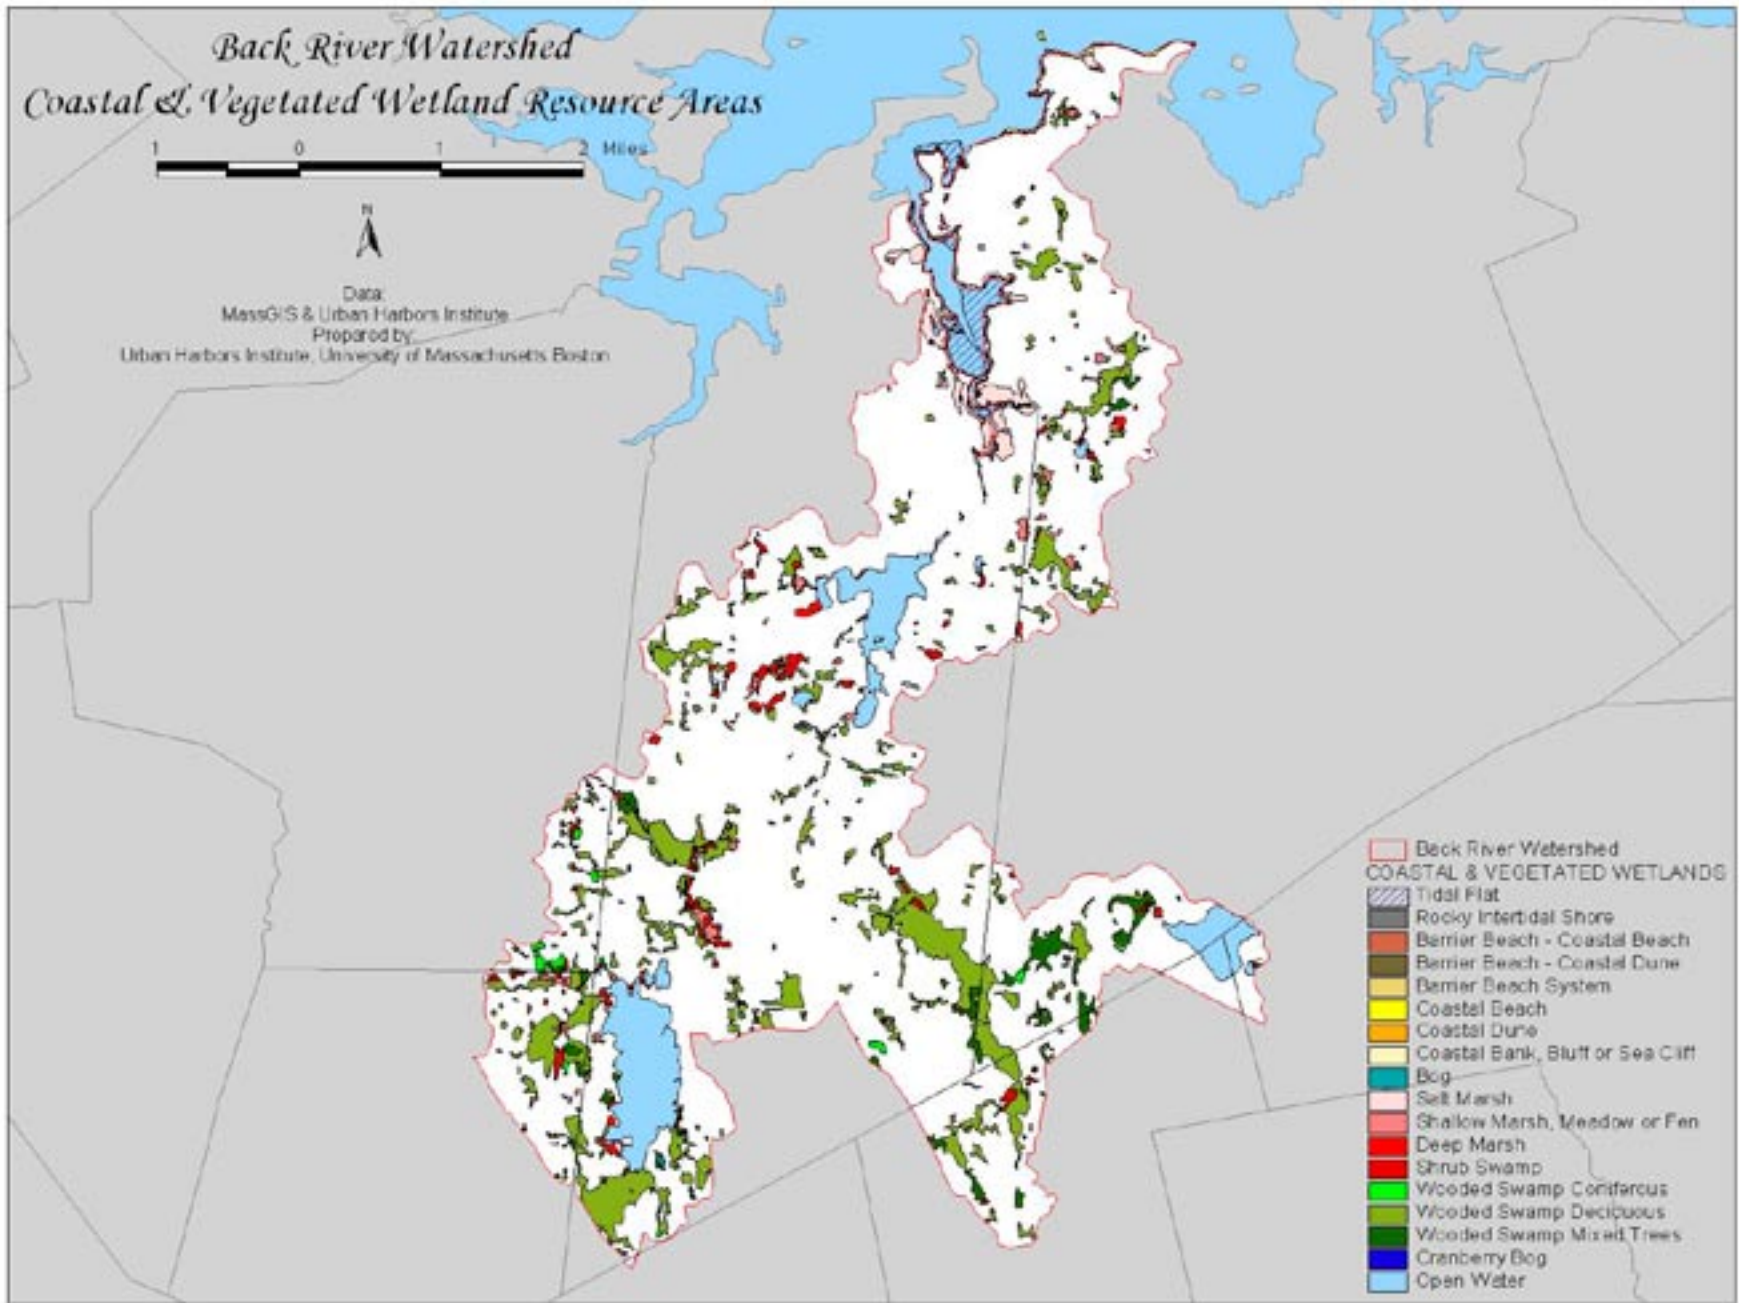 Back River Watershed
Coastal & Vegetated Wetland Resource Areas
1 0 1 2 Miles
N
Data:
MassGIS & Urban Harbors Institute
Prepared by:
Urban Harbors Institute, University of Massachusetts Boston
Back River Watershed
COASTAL & VEGETATED WETLANDS
Tidal Flat
Rocky Intertidal Shore
Barrier Beach - Coastal Beach
Barrier Beach - Coastal Dune
Barrier Beach System
Coastal Beach
Coastal Dune
Coastal Bank, Bluff or Sea Cliff
Bog
Salt Marsh
Shallow Marsh, Meadow or Fen
Deep Marsh
Shrub Swamp
Wooded Swamp Coniferous
Wooded Swamp Deciduous
Wooded Swamp Mixed Trees
Cranberry Bog
Open Water